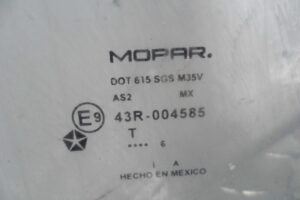 MOPAR.
DOT 615 SGS M35V
AS2 MX
E9 43R-004585
T
•••• 6
I A
HECHO EN MEXICO